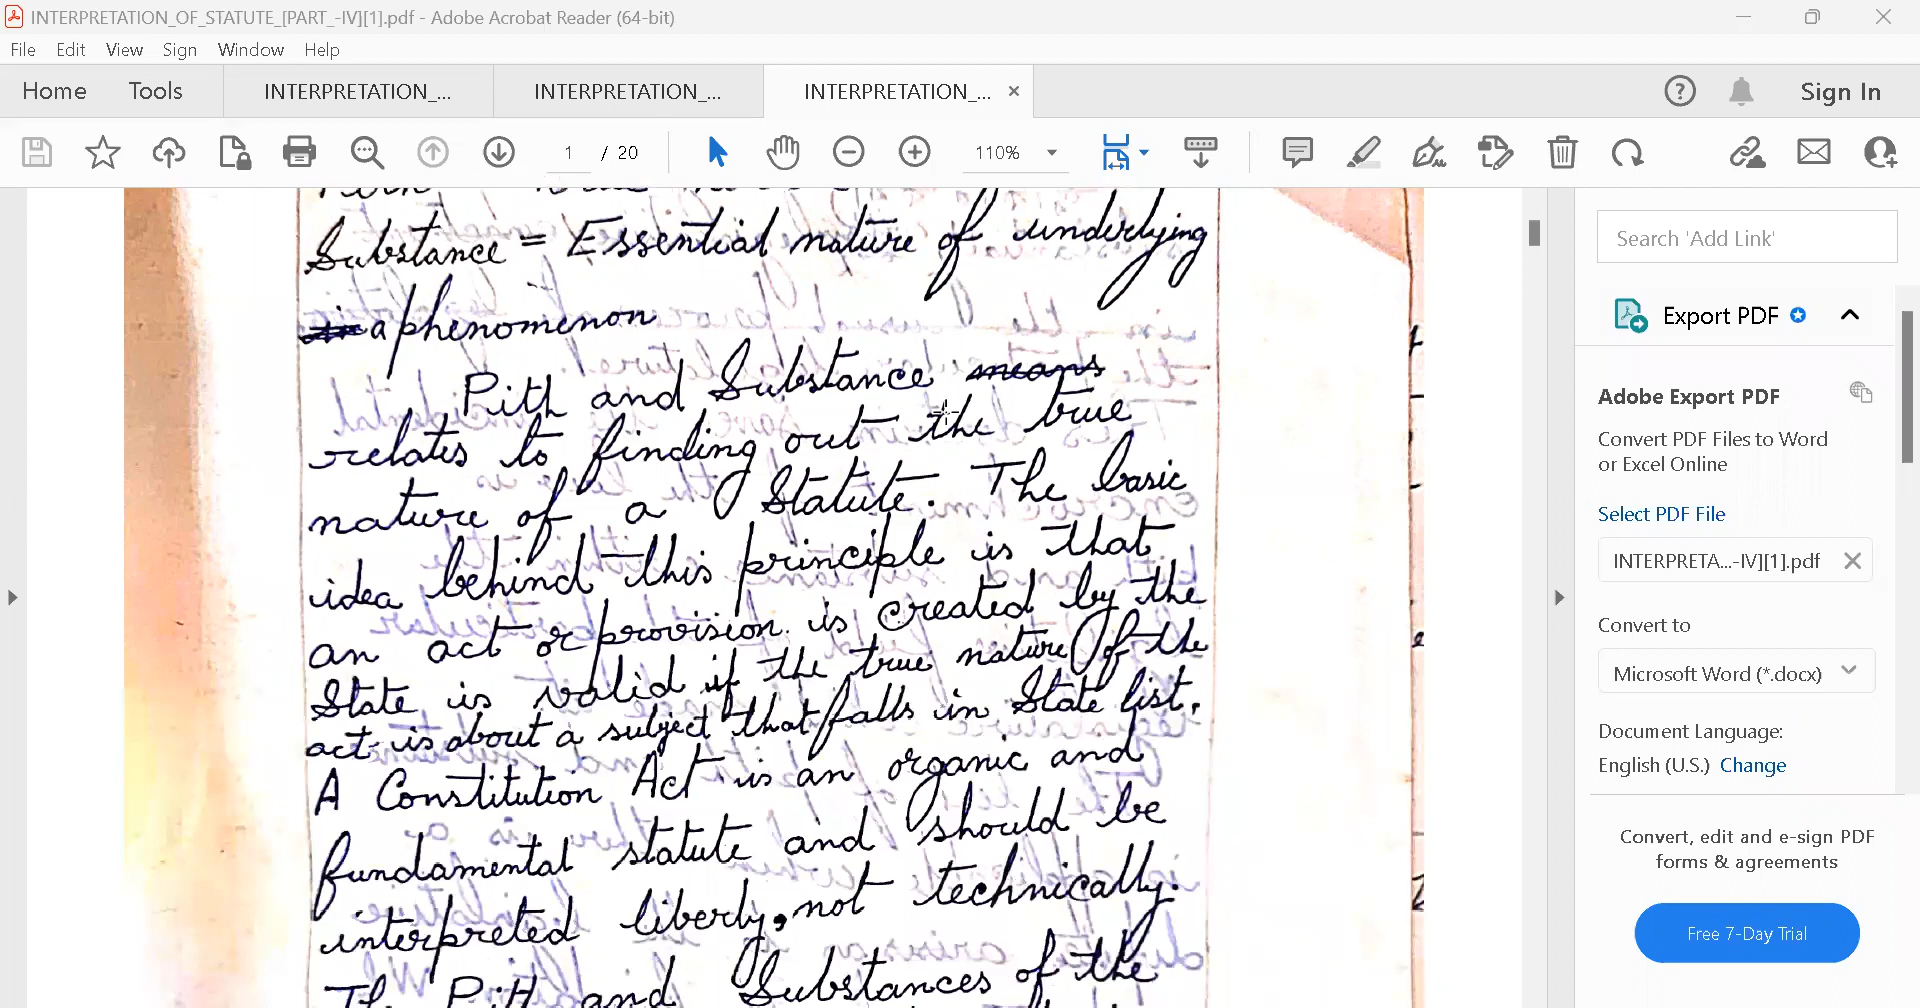 INTERPRETATION_OF_STATUTE_[PART_-IV][1].pdf - Adobe Acrobat Reader (64-bit)
File Edit View Sign Window Help
Home Tools INTERPRETATION_... INTERPRETATION_... INTERPRETATION_... × Sign In
1 / 20 110%
Substance = Essential nature of underlying
a phenomenon
Pith and Substance means
relates to finding out the true
nature of a Statute. The basic
idea behind this principle is that
an act or provision is created by the
State is valid if the true nature of the
act is about a subject that falls in State list.
A Constitution Act is an organic and
fundamental statute and should be
interpreted liberly, not technically.
The Pith and Substances of the
Search 'Add Link'
Export PDF
Adobe Export PDF
Convert PDF Files to Word
or Excel Online
Select PDF File
INTERPRETA...-IV][1].pdf
Convert to
Microsoft Word (*.docx)
Document Language:
English (U.S.) Change
Convert, edit and e-sign PDF
forms & agreements
Free 7-Day Trial